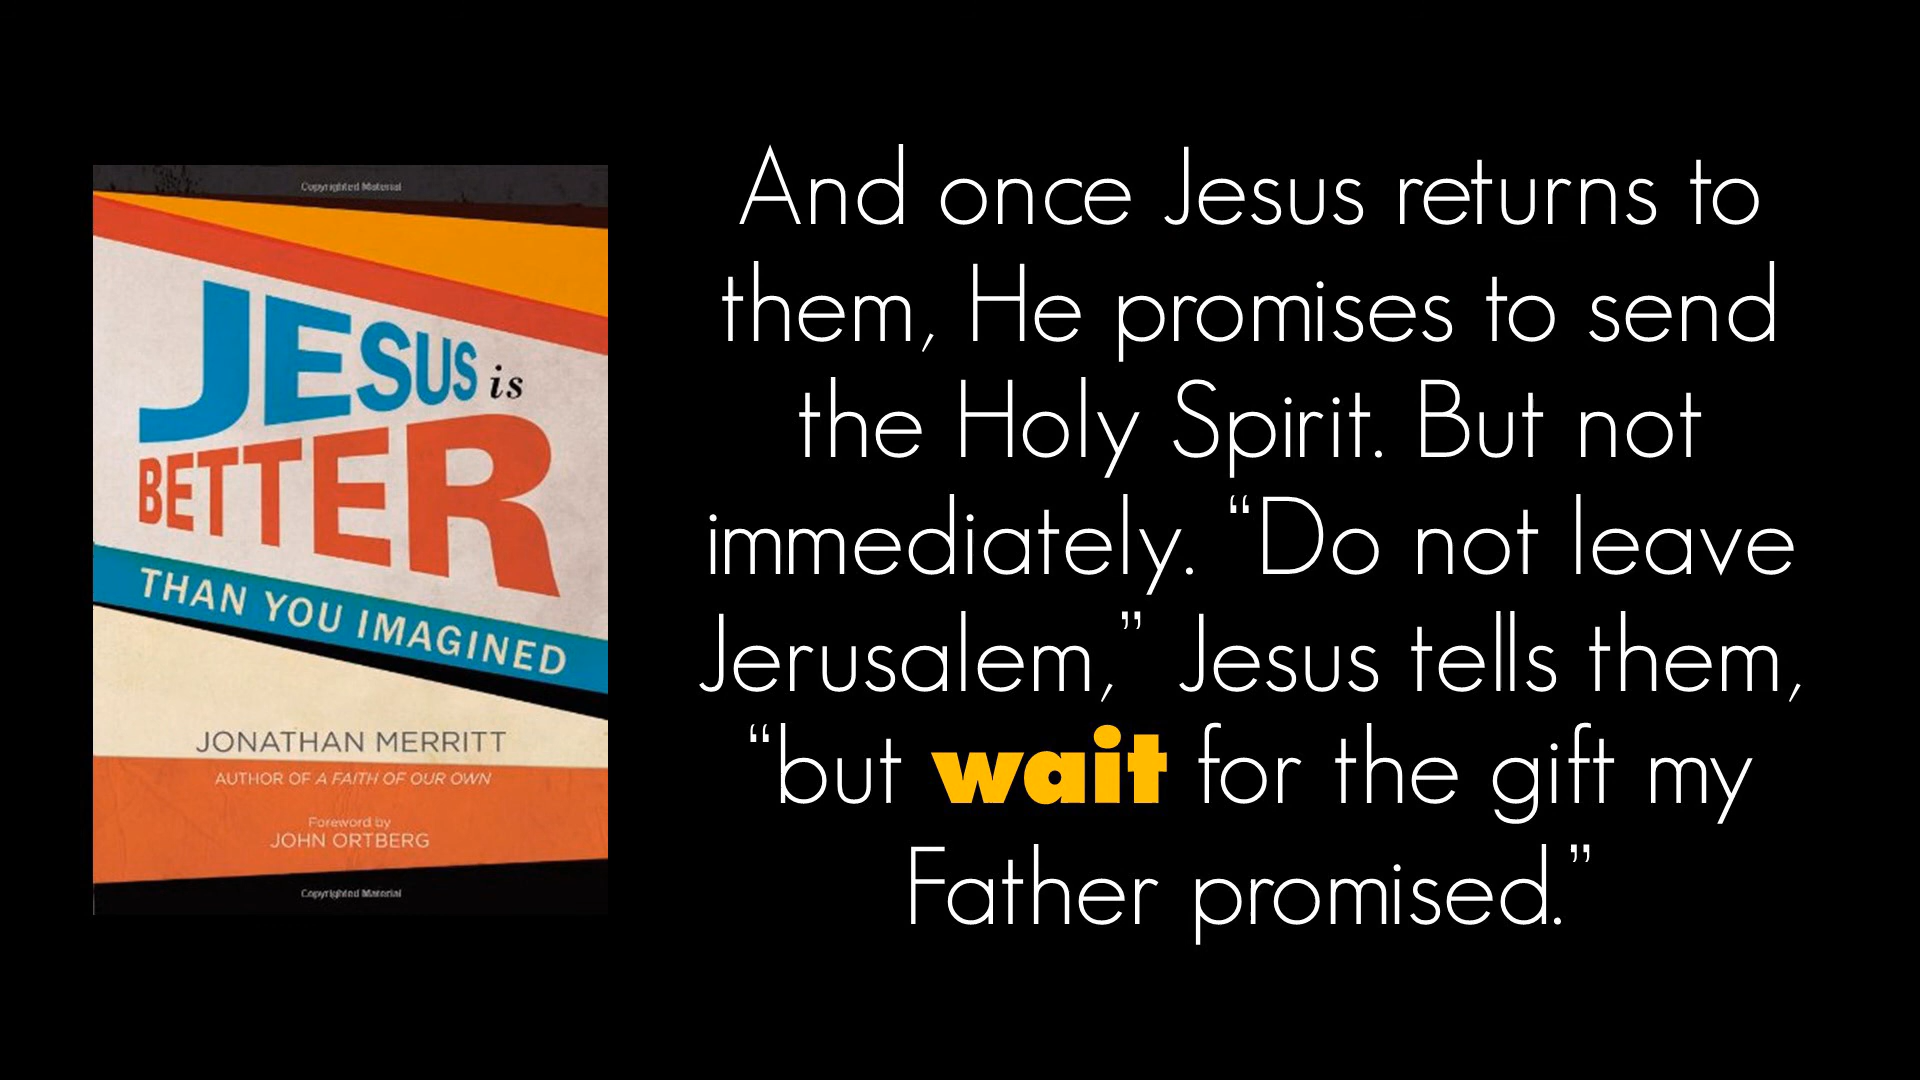 Copyrighted Material
JESUS is
BETTER
THAN YOU IMAGINED
JONATHAN MERRITT
AUTHOR OF A FAITH OF OUR OWN
Foreword by
JOHN ORTBERG
Copyrighted Material
And once Jesus returns to
them, He promises to send
the Holy Spirit. But not
immediately. “Do not leave
Jerusalem,” Jesus tells them,
“but wait for the gift my
Father promised.”